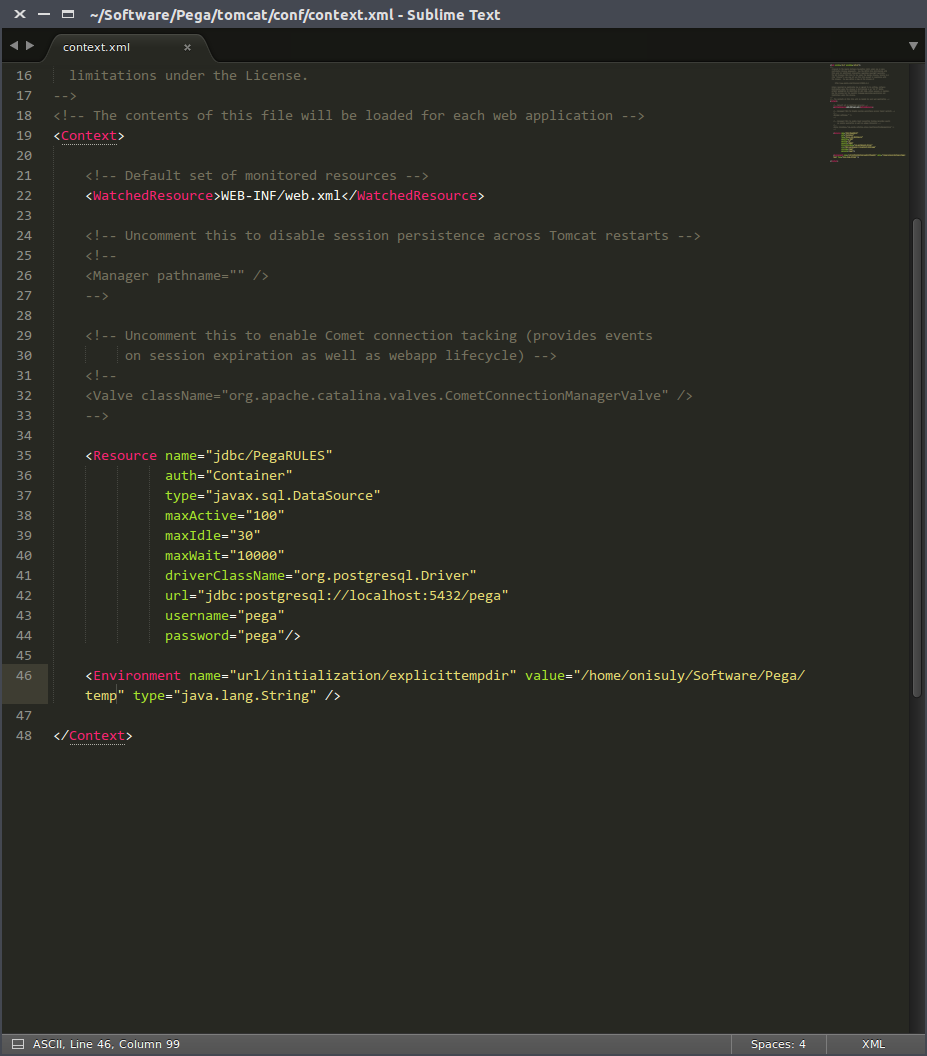 ~/Software/Pega/tomcat/conf/context.xml - Sublime Text
context.xml
16 limitations under the License.
17 -->
18 <!-- The contents of this file will be loaded for each web application -->
19 <Context>
20
21 <!-- Default set of monitored resources -->
22 <WatchedResource>WEB-INF/web.xml</WatchedResource>
23
24 <!-- Uncomment this to disable session persistence across Tomcat restarts -->
25 <!--
26 <Manager pathname="" />
27 -->
28
29 <!-- Uncomment this to enable Comet connection tacking (provides events
30 on session expiration as well as webapp lifecycle) -->
31 <!--
32 <Valve className="org.apache.catalina.valves.CometConnectionManagerValve" />
33 -->
34
35 <Resource name="jdbc/PegaRULES"
36 auth="Container"
37 type="javax.sql.DataSource"
38 maxActive="100"
39 maxIdle="30"
40 maxWait="10000"
41 driverClassName="org.postgresql.Driver"
42 url="jdbc:postgresql://localhost:5432/pega"
43 username="pega"
44 password="pega"/>
45
46 <Environment name="url/initialization/explicittempdir" value="/home/onisuly/Software/Pega/
temp" type="java.lang.String" />
47
48 </Context>
ASCII, Line 46, Column 99
Spaces: 4
XML